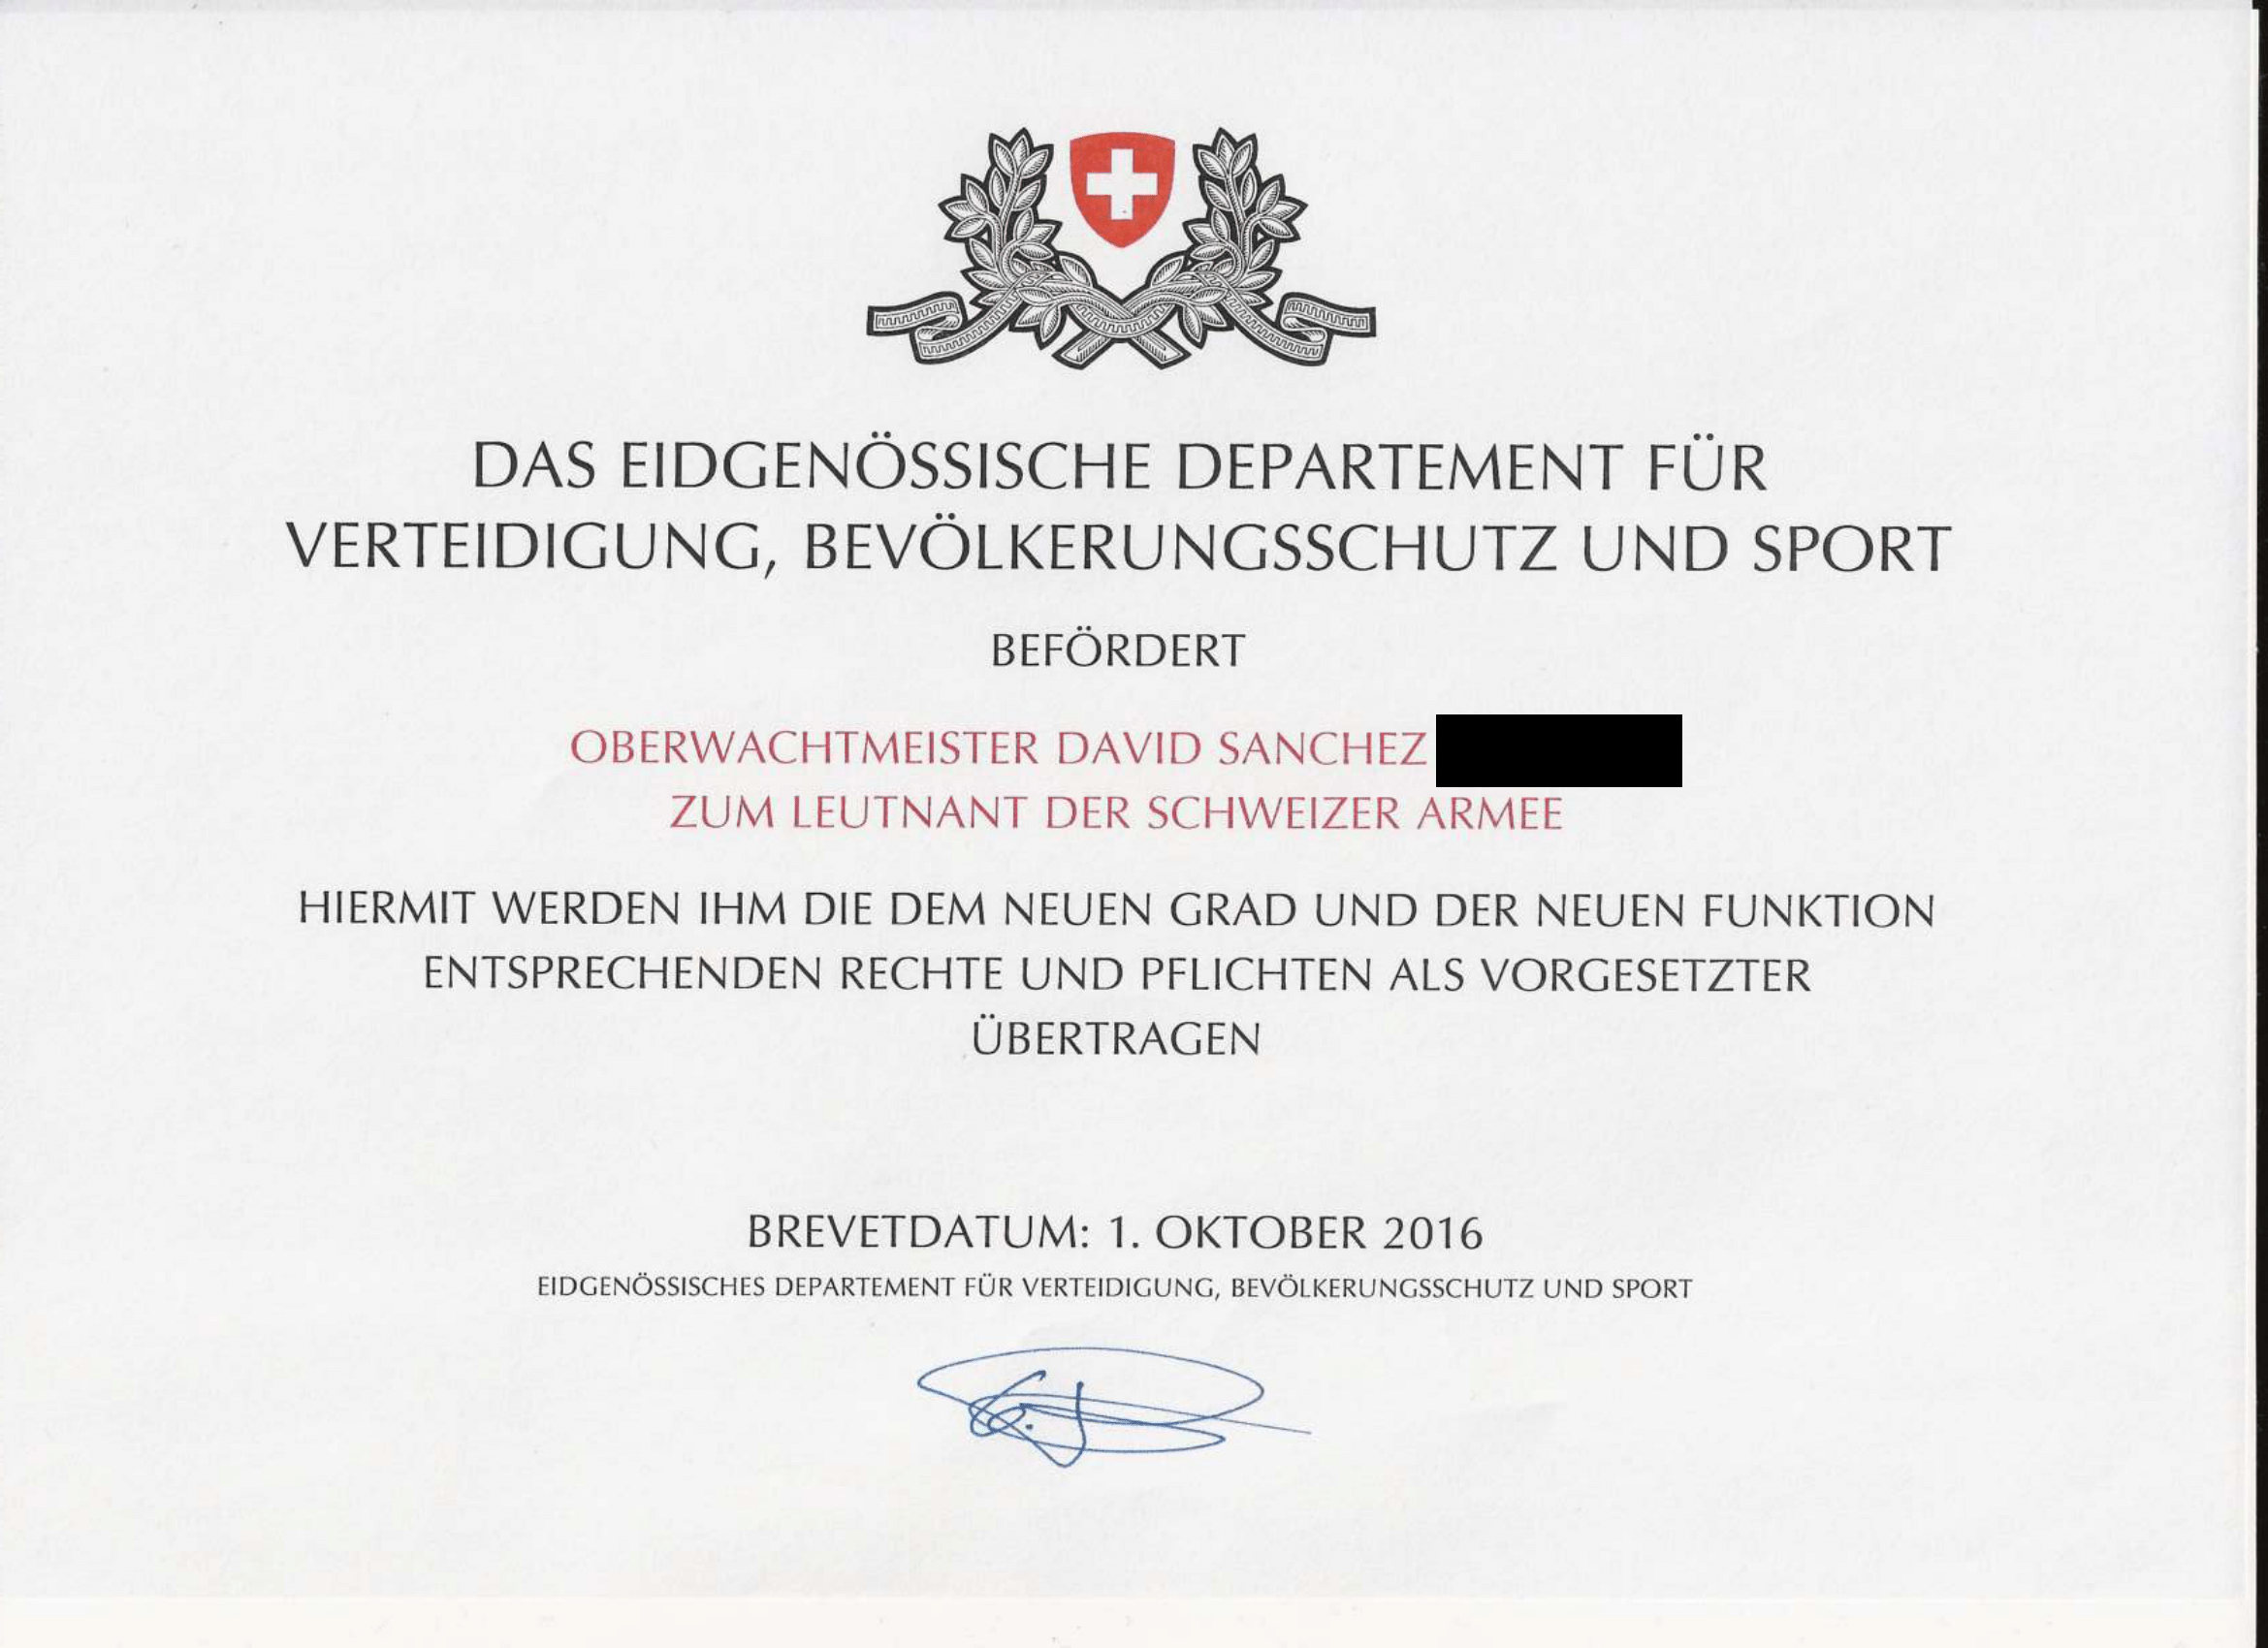 DAS EIDGENÖSSISCHE DEPARTEMENT FÜR
VERTEIDIGUNG, BEVÖLKERUNGSSCHUTZ UND SPORT
BEFÖRDERT
OBERWACHTMEISTER DAVID SANCHEZ
ZUM LEUTNANT DER SCHWEIZER ARMEE
HIERMIT WERDEN IHM DIE DEM NEUEN GRAD UND DER NEUEN FUNKTION
ENTSPRECHENDEN RECHTE UND PFLICHTEN ALS VORGESETZTER
ÜBERTRAGEN
BREVETDATUM: 1. OKTOBER 2016
EIDGENÖSSISCHES DEPARTEMENT FÜR VERTEIDIGUNG, BEVÖLKERUNGSSCHUTZ UND SPORT